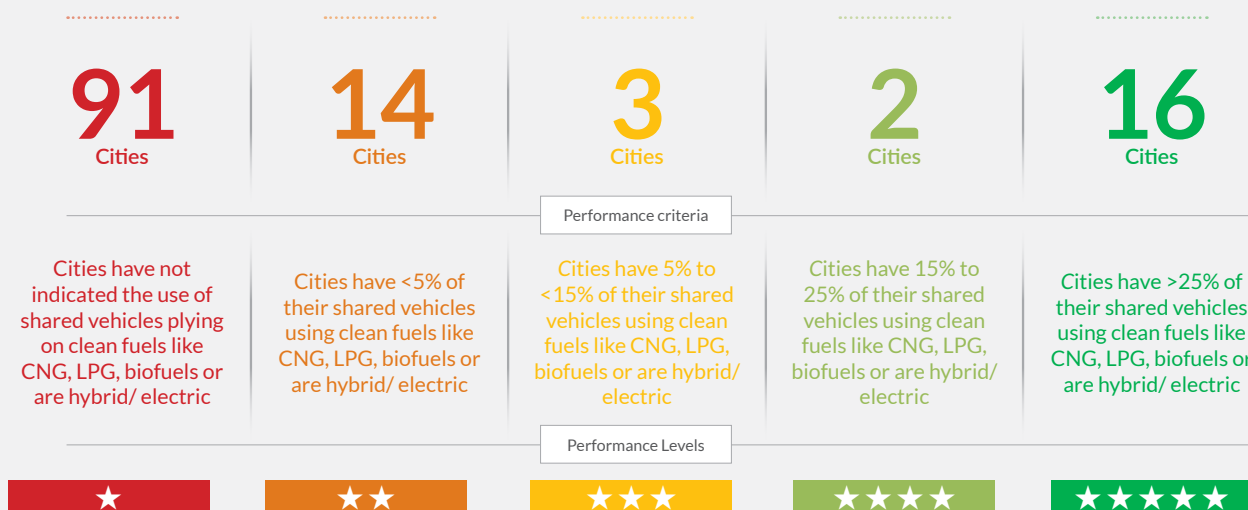 91
Cities
14
Cities
3
Cities
2
Cities
16
Cities
Performance criteria
Cities have not
indicated the use of
shared vehicles plying
on clean fuels like
CNG, LPG, biofuels or
are hybrid/ electric
Cities have <5% of
their shared vehicles
using clean fuels like
CNG, LPG, biofuels or
are hybrid/ electric
Cities have 5% to
<15% of their shared
vehicles using clean
fuels like CNG, LPG,
biofuels or are hybrid/
electric
Cities have 15% to
25% of their shared
vehicles using clean
fuels like CNG, LPG,
biofuels or are hybrid/
electric
Cities have >25% of
their shared vehicles
using clean fuels like
CNG, LPG, biofuels or
are hybrid/ electric
Performance Levels